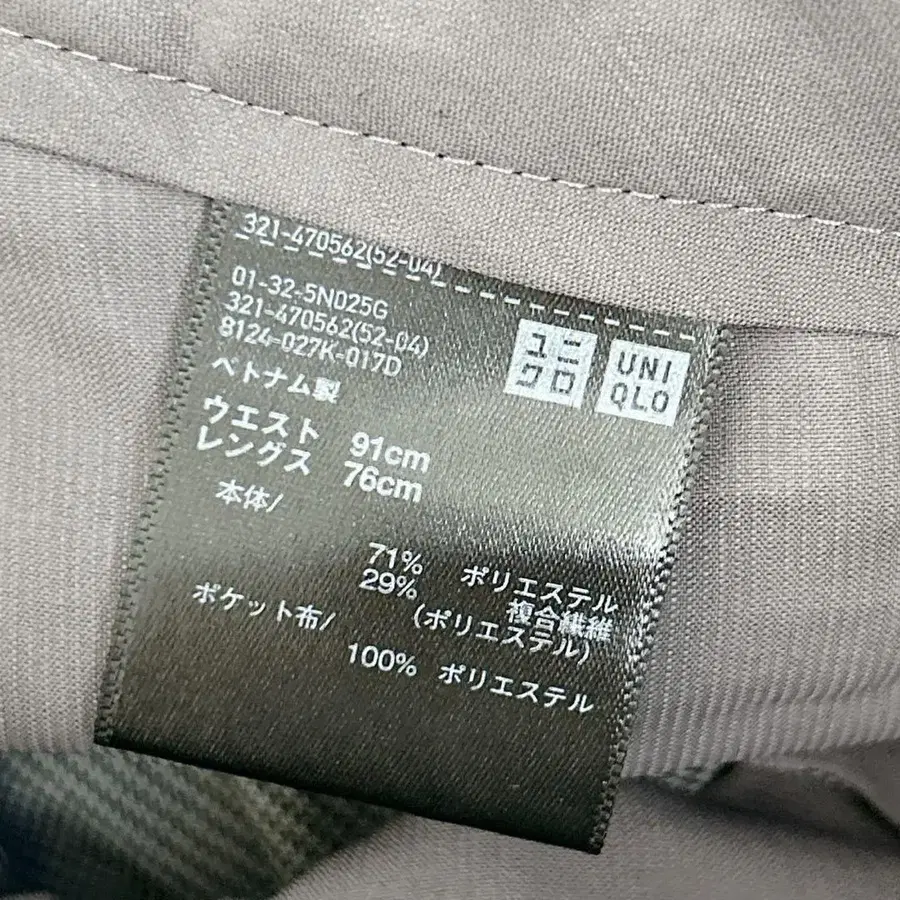 321-470562(52-04)
01-32-5N025G
321-470562(52-04)
8124-027K-017D
ユニ
クロ
UNI
QLO
ベトナム製
ウエスト 91cm
レングス 76cm
本体/
71% ポリエステル
29% 複合繊維
(ポリエステル)
ポケット布/
100% ポリエステル